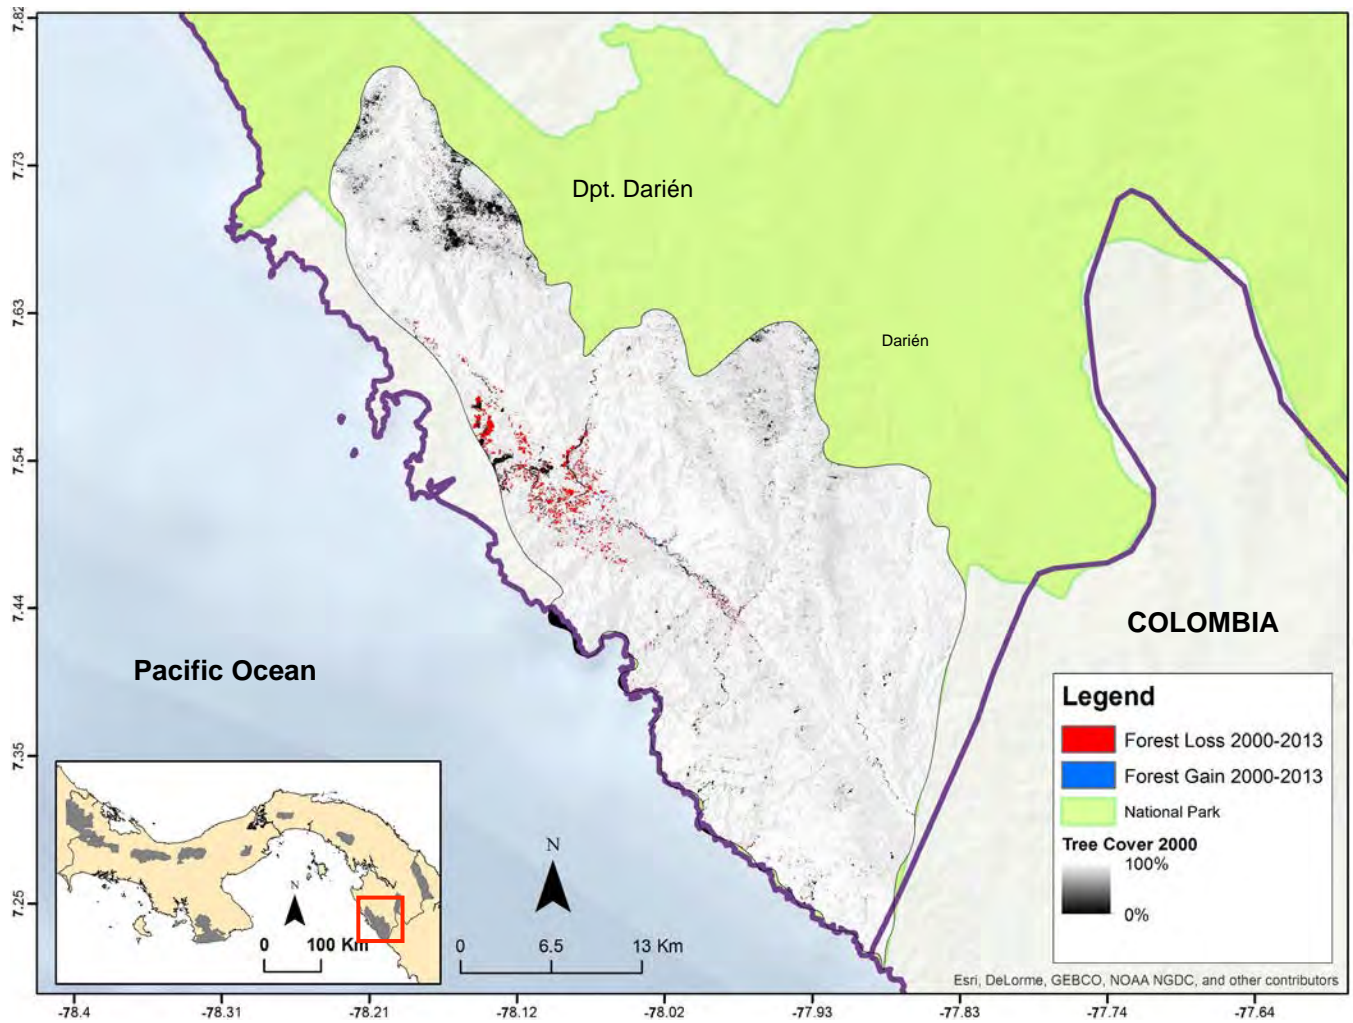 7.82
7.73
7.63
7.54
7.44
7.35
7.25
Dpt. Darién
Darién
COLOMBIA
Pacific Ocean
Legend
Forest Loss 2000-2013
Forest Gain 2000-2013
National Park
Tree Cover 2000
100%
0%
N
0 100 Km
N
0 6.5 13 Km
Esri, DeLorme, GEBCO, NOAA NGDC, and other contributors
-78.4 -78.31 -78.21 -78.12 -78.02 -77.93 -77.83 -77.74 -77.64